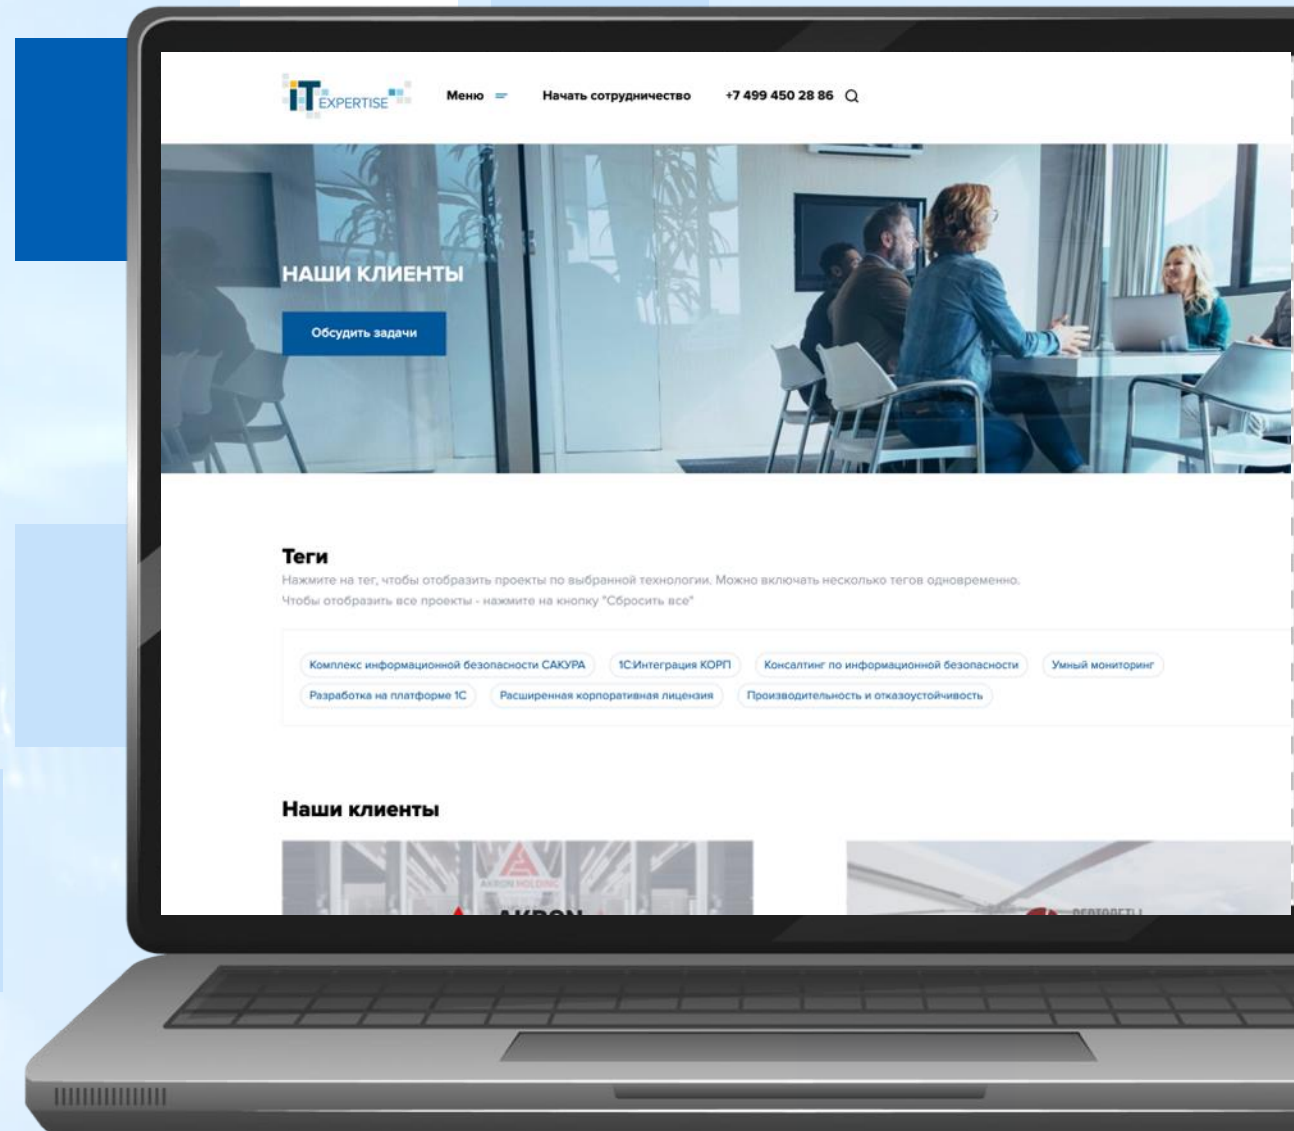 iT EXPERTISE
Меню
Начать сотрудничество
+7 499 450 28 86
НАШИ КЛИЕНТЫ
Обсудить задачи
Теги
Нажмите на тег, чтобы отобразить проекты по выбранной технологии. Можно включать несколько тегов одновременно.
Чтобы отобразить все проекты - нажмите на кнопку "Сбросить все"
Комплекс информационной безопасности САКУРА
1С:Интеграция КОРП
Консалтинг по информационной безопасности
Умный мониторинг
Разработка на платформе 1С
Расширенная корпоративная лицензия
Производительность и отказоустойчивость
Наши клиенты
AKRON HOLDING
AKRON